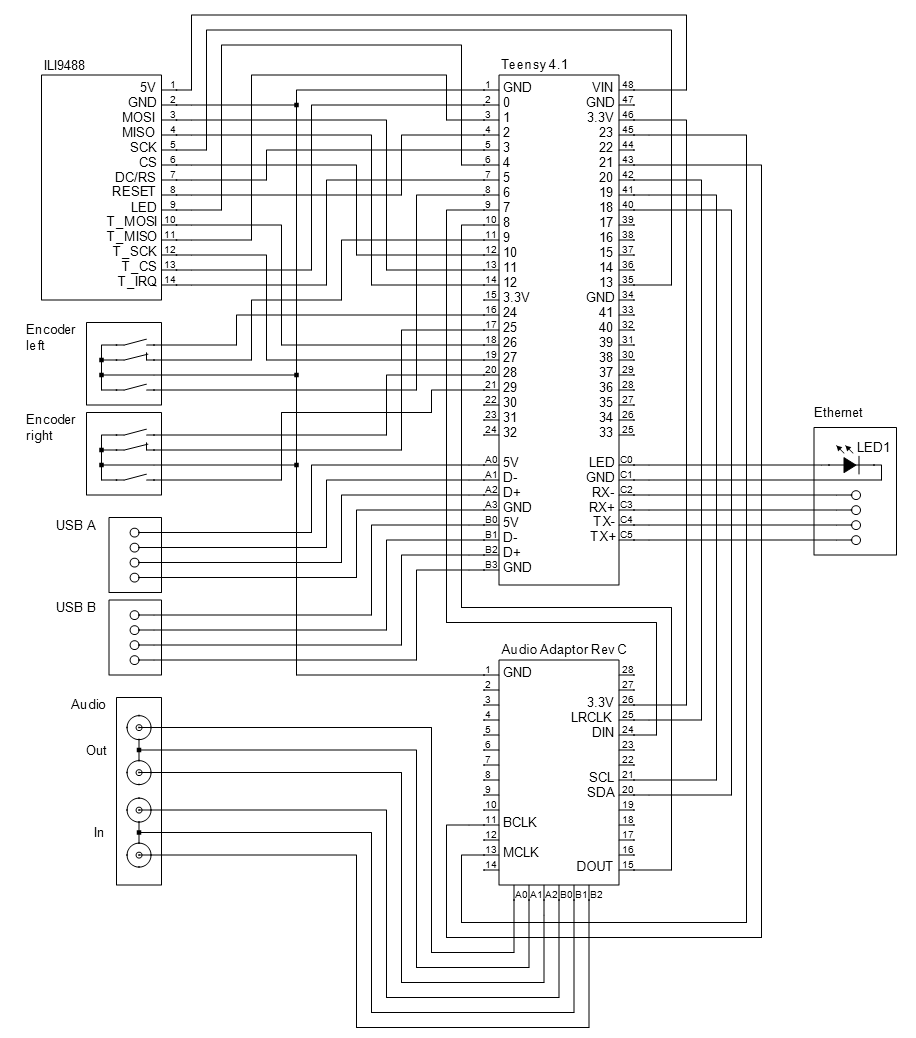 ILI9488
5V 1
GND 2
MOSI 3
MISO 4
SCK 5
CS 6
DC/RS 7
RESET 8
LED 9
T_MOSI 10
T_MISO 11
T_SCK 12
T_CS 13
T_IRQ 14
Encoder
left
Encoder
right
USB A
USB B
Audio
Out
In
Teensy 4.1
1 GND VIN 48
2 0 GND 47
3 1 3.3V 46
4 2 23 45
5 3 22 44
6 4 21 43
7 5 20 42
8 6 19 41
9 7 18 40
10 8 17 39
11 9 16 38
12 10 15 37
13 11 14 36
14 12 13 35
15 3.3V GND 34
16 24 41 33
17 25 40 32
18 26 39 31
19 27 38 30
20 28 37 29
21 29 36 28
22 30 35 27
23 31 34 26
24 32 33 25
A0 5V LED C0
A1 D- GND C1
A2 D+ RX- C2
A3 GND RX+ C3
B0 5V TX- C4
B1 D- TX+ C5
B2 D+
B3 GND
Ethernet
LED1
Audio Adaptor Rev C
1 GND 28
2 27
3 3.3V 26
4 LRCLK 25
5 DIN 24
6 23
7 22
8 SCL 21
9 SDA 20
10 19
11 BCLK 18
12 17
13 MCLK 16
14 DOUT 15
A0 A1 A2 B0 B1 B2